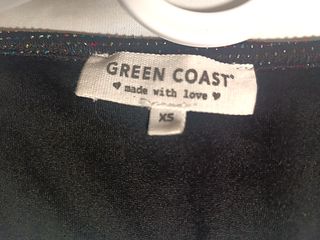 GREEN COAST®
♥ made with love ♥
XS